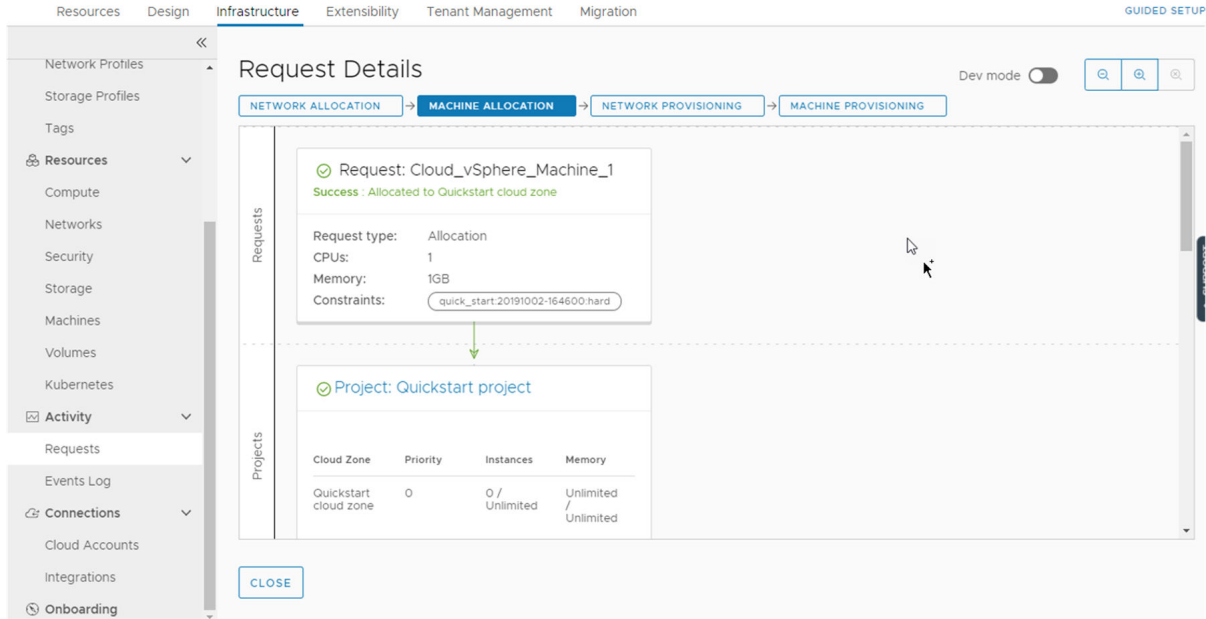 Resources Design Infrastructure Extensibility Tenant Management Migration GUIDED SETUP
Network Profiles
Storage Profiles
Tags
Resources
Compute
Networks
Security
Storage
Machines
Volumes
Kubernetes
Activity
Requests
Events Log
Connections
Cloud Accounts
Integrations
Onboarding
Request Details
Dev mode
NETWORK ALLOCATION MACHINE ALLOCATION NETWORK PROVISIONING MACHINE PROVISIONING
Requests
Request: Cloud_vSphere_Machine_1
Success : Allocated to Quickstart cloud zone
Request type: Allocation
CPUs: 1
Memory: 1GB
Constraints: quick_start:20191002-164600:hard
Projects
Project: Quickstart project
Cloud Zone Priority Instances Memory
Quickstart 0 0 / Unlimited
cloud zone Unlimited /
Unlimited
CLOSE